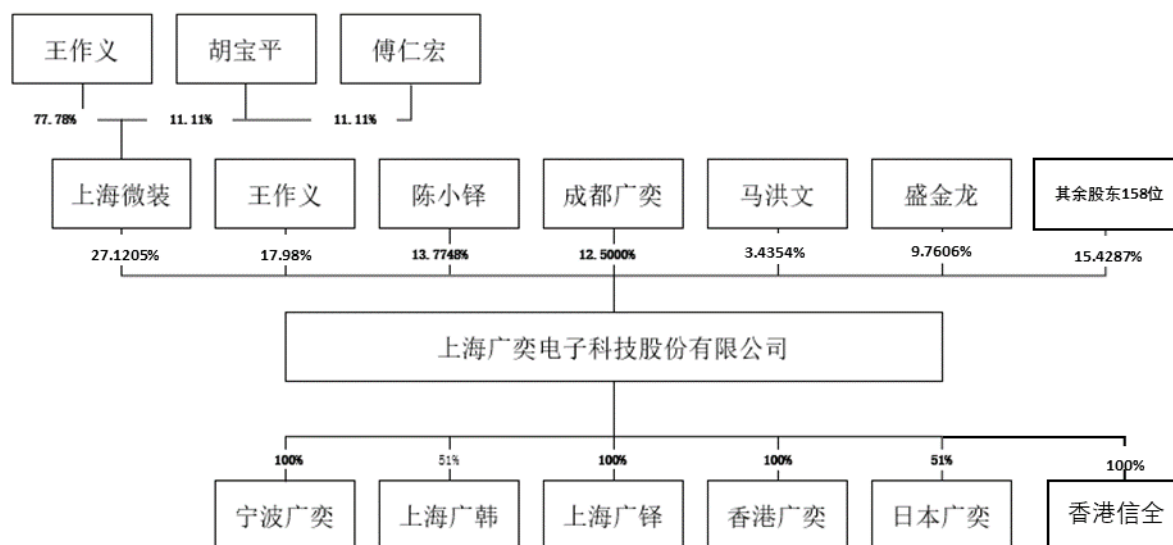 王作义
胡宝平
傅仁宏
77.78%
11.11%
11.11%
上海微装
王作义
陈小铎
成都广奕
马洪文
盛金龙
其余股东158位
27.1205%
17.98%
13.7748%
12.5000%
3.4354%
9.7606%
15.4287%
上海广奕电子科技股份有限公司
100%
51%
100%
100%
51%
100%
宁波广奕
上海广韩
上海广铎
香港广奕
日本广奕
香港信全